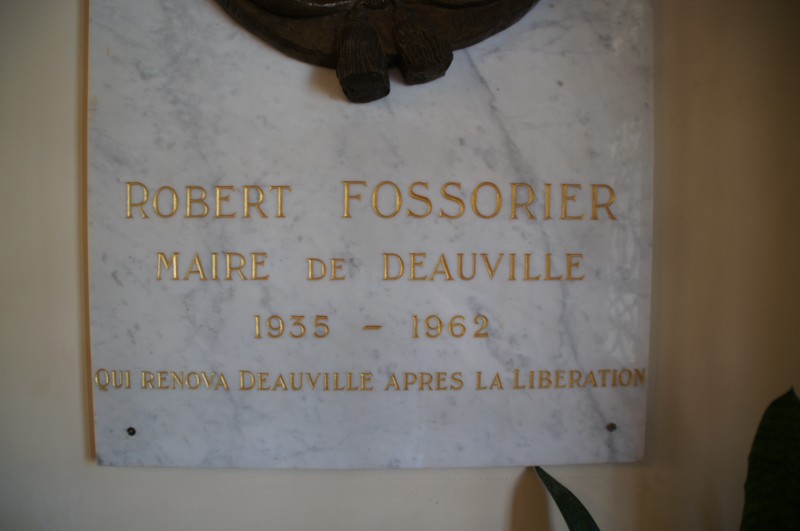 ROBERT FOSSORIER
MAIRE DE DEAUVILLE
1935 - 1962
QUI RENOVA DEAUVILLE APRES LA LIBERATION